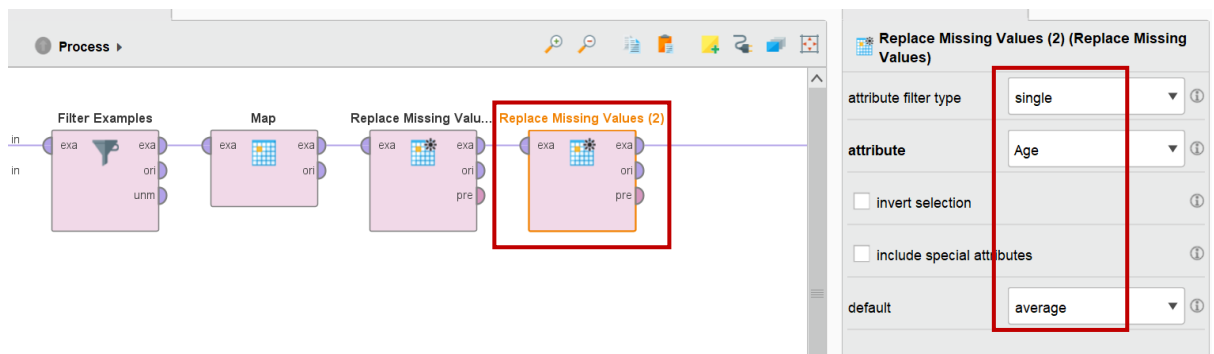 Process
Filter Examples
Map
Replace Missing Valu...
Replace Missing Values (2)
in
exa exa
exa exa
exa exa
exa exa
in
ori
ori
ori
ori
unm
pre
pre
Replace Missing Values (2) (Replace Missing
Values)
attribute filter type single
attribute Age
invert selection
include special attributes
default average